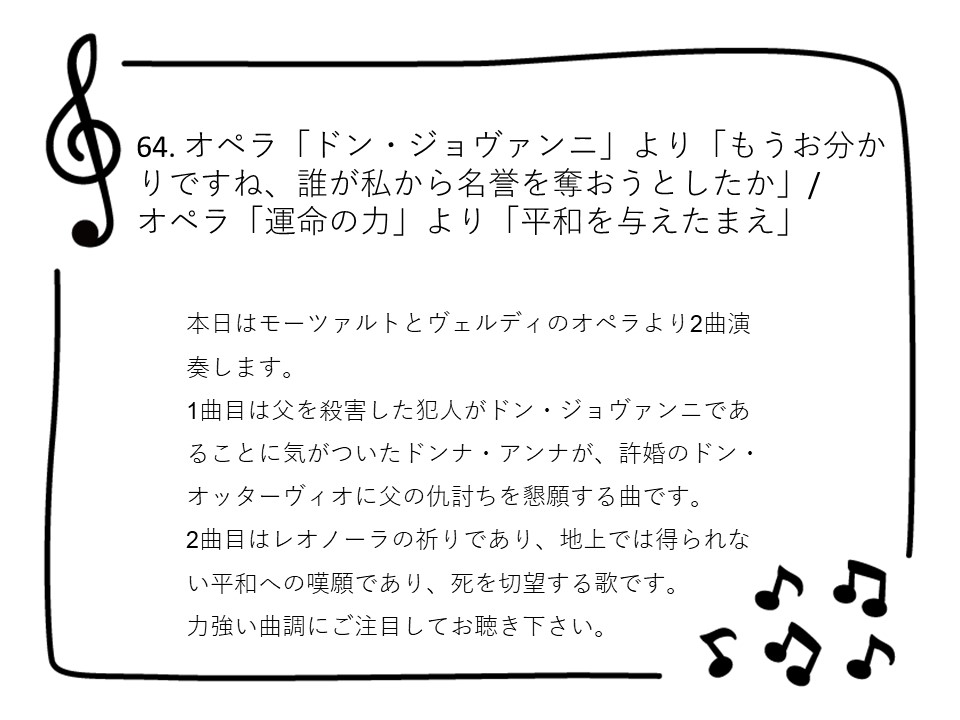 64. オペラ「ドン・ジョヴァンニ」より「もうお分か
りですね、誰が私から名誉を奪おうとしたか」/
オペラ「運命の力」より「平和を与えたまえ」
本日はモーツァルトとヴェルディのオペラより2曲演
奏します。
1曲目は父を殺害した犯人がドン・ジョヴァンニであ
ることに気がついたドンナ・アンナが、許婚のドン・
オッターヴィオに父の仇討ちを懇願する曲です。
2曲目はレオノーラの祈りであり、地上では得られな
い平和への嘆願であり、死を切望する歌です。
力強い曲調にご注目してお聴き下さい。